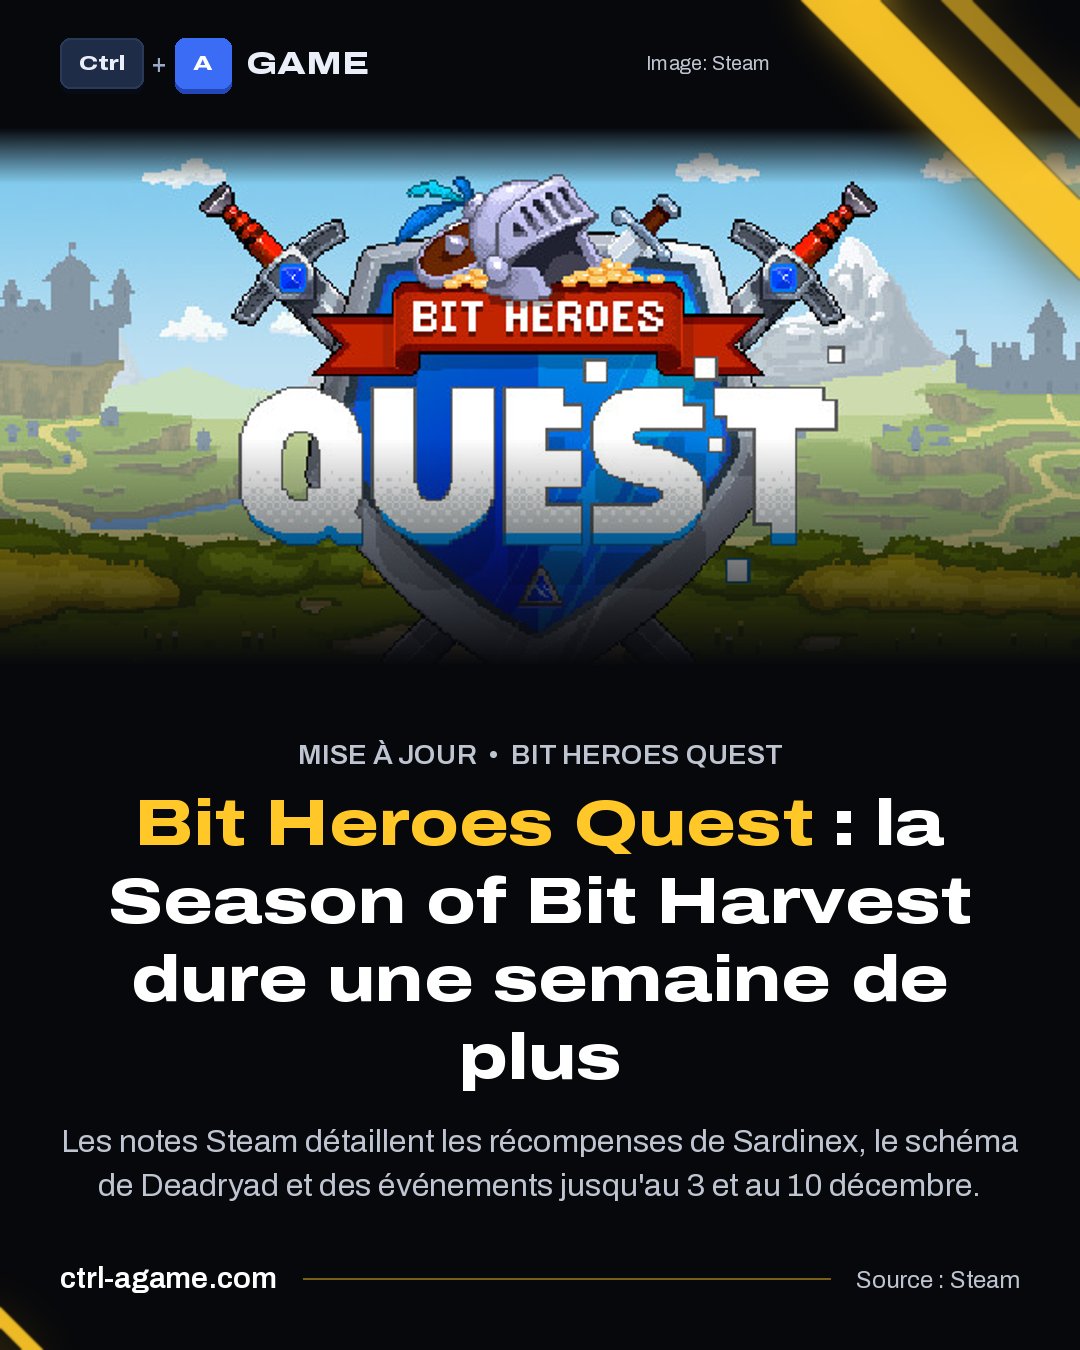 Ctrl + A GAME
Image: Steam
BIT HEROES
QUEST
MISE À JOUR • BIT HEROES QUEST
Bit Heroes Quest : la
Season of Bit Harvest
dure une semaine de
plus
Les notes Steam détaillent les récompenses de Sardinex, le schéma
de Deadryad et des événements jusqu'au 3 et au 10 décembre.
ctrl-agame.com
Source : Steam